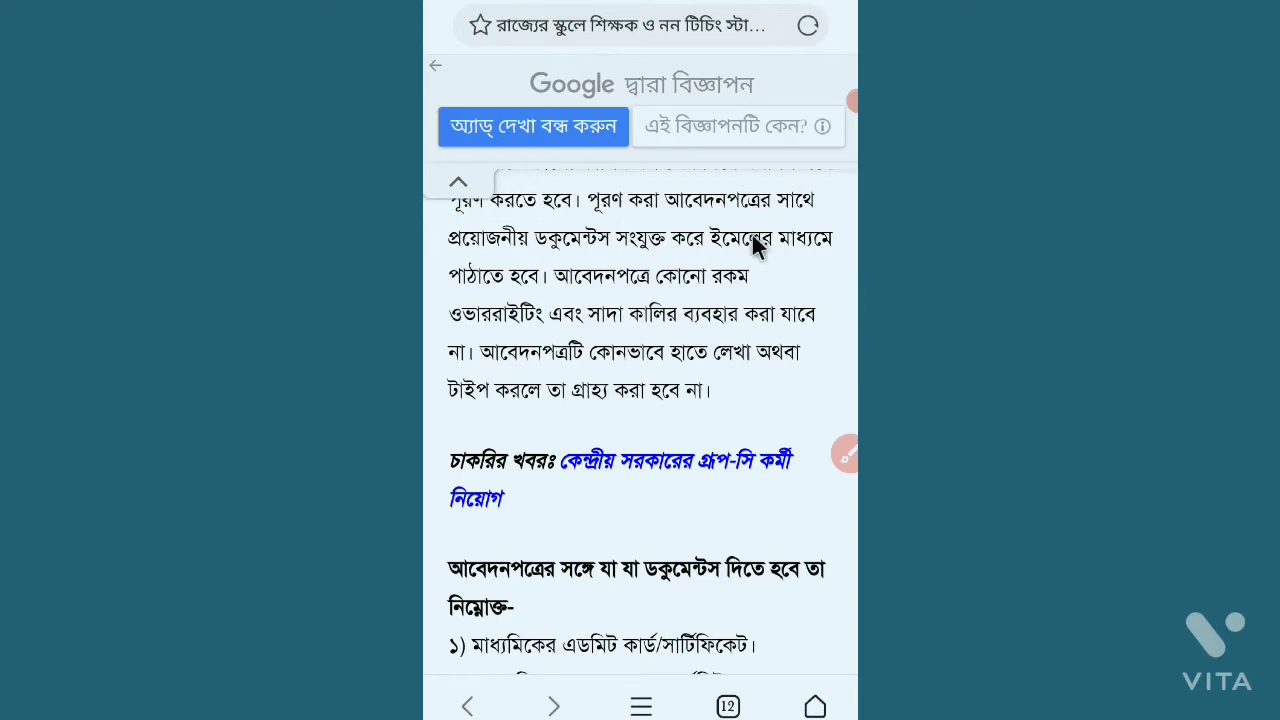 রাজ্যের স্কুলে শিক্ষক ও নন টিচিং স্টা...
Google দ্বারা বিজ্ঞাপন
অ্যাড্ দেখা বন্ধ করুন
এই বিজ্ঞাপনটি কেন?
পূরণ করতে হবে। পূরণ করা আবেদনপত্রের সাথে
প্রয়োজনীয় ডকুমেন্টস সংযুক্ত করে ইমেলের মাধ্যমে
পাঠাতে হবে। আবেদনপত্রে কোনো রকম
ওভাররাইটিং এবং সাদা কালির ব্যবহার করা যাবে
না। আবেদনপত্রটি কোনভাবে হাতে লেখা অথবা
টাইপ করলে তা গ্রাহ্য করা হবে না।
চাকরির খবরঃ কেন্দ্রীয় সরকারের গ্রূপ-সি কর্মী
নিয়োগ
আবেদনপত্রের সঙ্গে যা যা ডকুমেন্টস দিতে হবে তা
নিম্নোক্ত-
১) মাধ্যমিকের এডমিট কার্ড/সার্টিফিকেট।
12
VITA